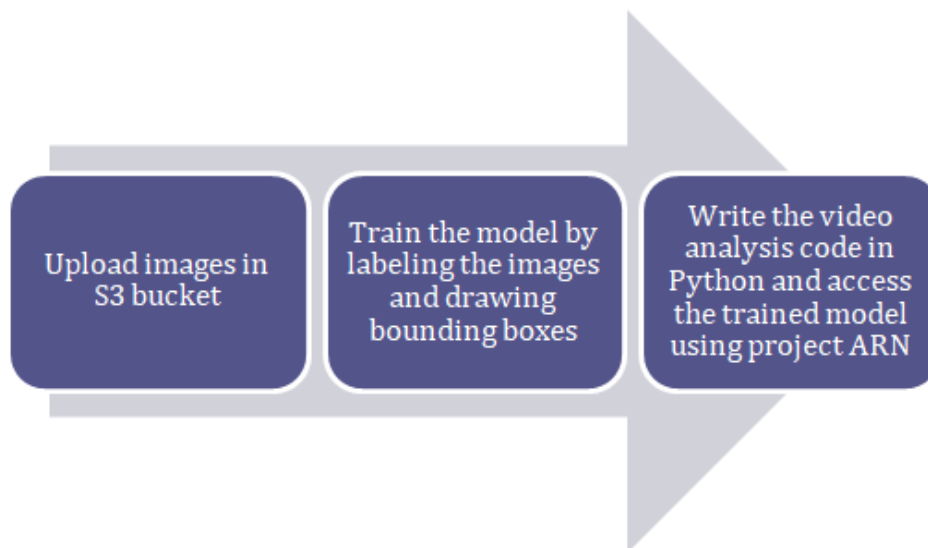 Upload images in
S3 bucket
Train the model by
labeling the images
and drawing
bounding boxes
Write the video
analysis code in
Python and access
the trained model
using project ARN